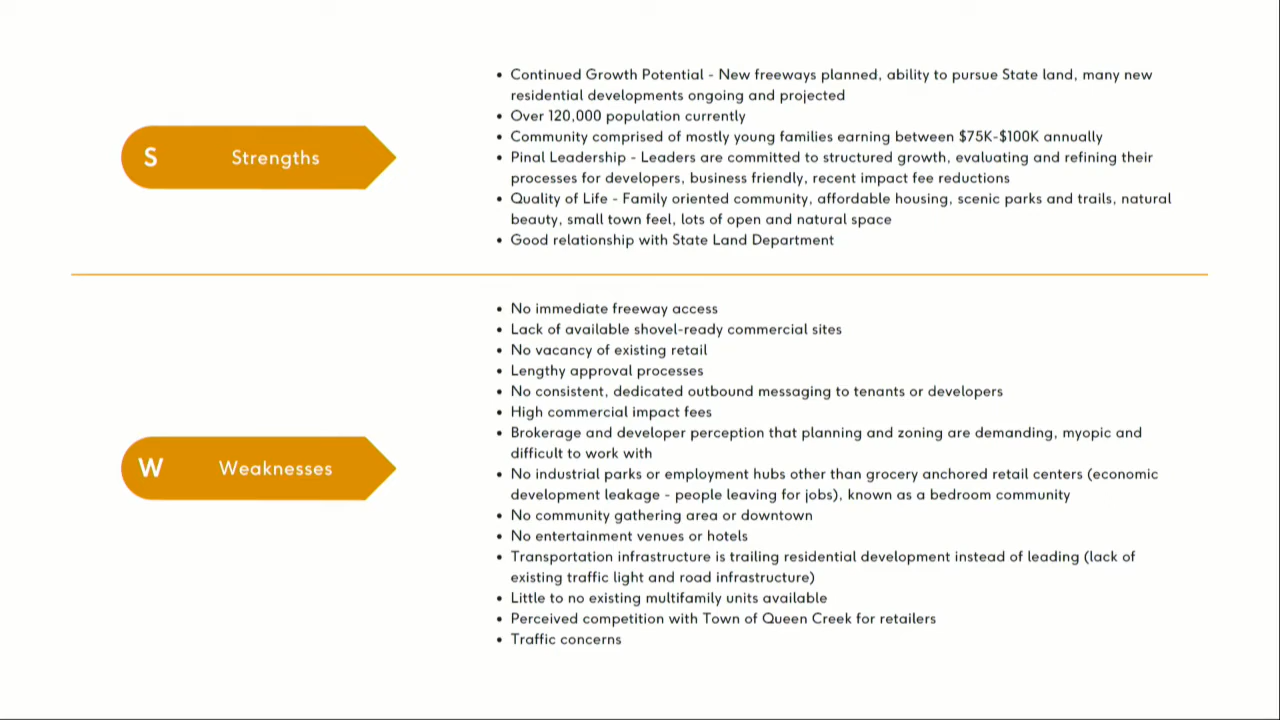 S Strengths
• Continued Growth Potential - New freeways planned, ability to pursue State land, many new
residential developments ongoing and projected
• Over 120,000 population currently
• Community comprised of mostly young families earning between $75K-$100K annually
• Pinal Leadership - Leaders are committed to structured growth, evaluating and refining their
processes for developers, business friendly, recent impact fee reductions
• Quality of Life - Family oriented community, affordable housing, scenic parks and trails, natural
beauty, small town feel, lots of open and natural space
• Good relationship with State Land Department
W Weaknesses
• No immediate freeway access
• Lack of available shovel-ready commercial sites
• No vacancy of existing retail
• Lengthy approval processes
• No consistent, dedicated outbound messaging to tenants or developers
• High commercial impact fees
• Brokerage and developer perception that planning and zoning are demanding, myopic and
difficult to work with
• No industrial parks or employment hubs other than grocery anchored retail centers (economic
development leakage - people leaving for jobs), known as a bedroom community
• No community gathering area or downtown
• No entertainment venues or hotels
• Transportation infrastructure is trailing residential development instead of leading (lack of
existing traffic light and road infrastructure)
• Little to no existing multifamily units available
• Perceived competition with Town of Queen Creek for retailers
• Traffic concerns